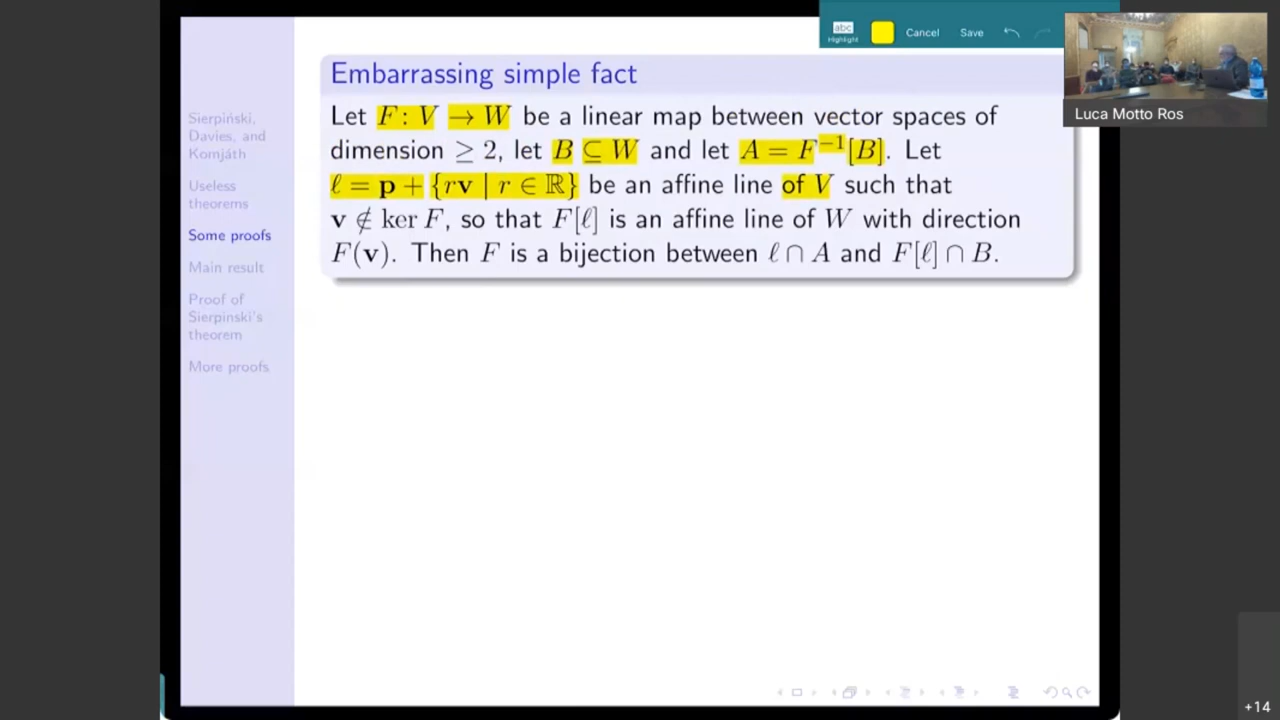 abc
Highlight
Cancel
Save
Luca Motto Ros
Embarrassing simple fact
Let F : V → W be a linear map between vector spaces of
dimension ≥ 2, let B ⊆ W and let A = F⁻¹[B]. Let
ℓ = p + {rv | r ∈ ℝ} be an affine line of V such that
v ∉ ker F, so that F[ℓ] is an affine line of W with direction
F(v). Then F is a bijection between ℓ ∩ A and F[ℓ] ∩ B.
Sierpiński,
Davies, and
Komjáth
Useless
theorems
Some proofs
Main result
Proof of
Sierpinski's
theorem
More proofs
+14